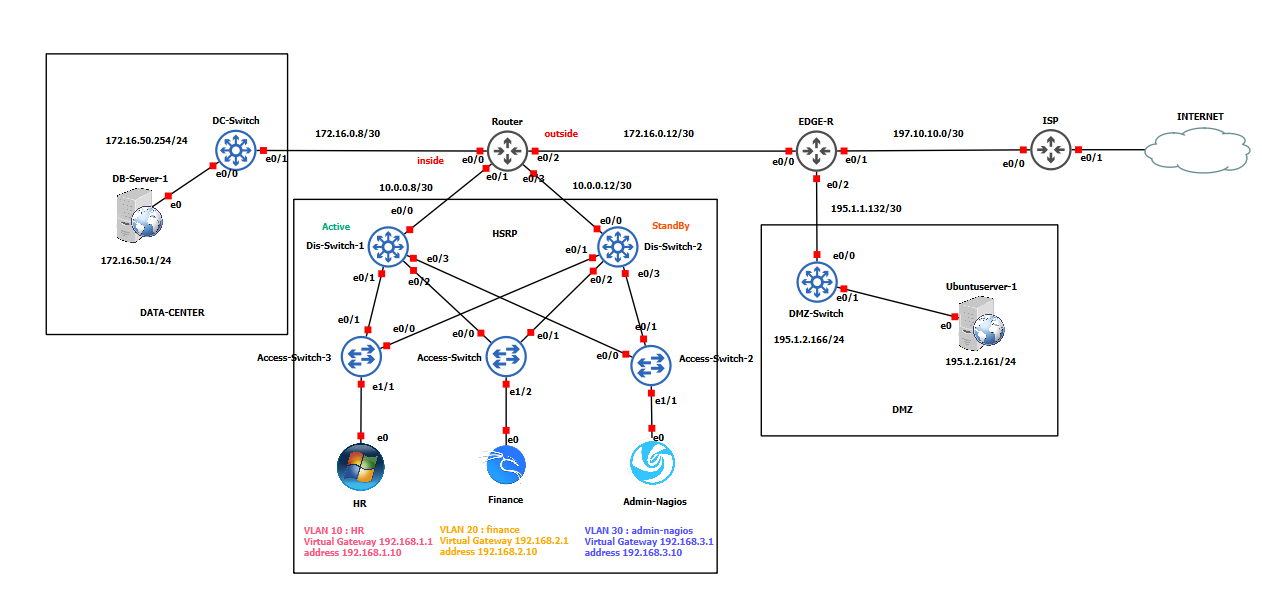 INTERNET
DC-Switch
Router
EDGE-R
ISP
172.16.50.254/24
172.16.0.8/30
outside
172.16.0.12/30
197.10.10.0/30
e0/1
inside
e0/0
e0/2
e0/0
e0/1
e0/0
e0/1
e0/0
e0/1
e0/3
e0/2
DB-Server-1
e0
10.0.0.8/30
10.0.0.12/30
195.1.1.132/30
e0/0
e0/0
Active
StandBy
HSRP
Dis-Switch-1
Dis-Switch-2
172.16.50.1/24
e0/1
e0/3
e0/1
e0/2
e0/2
e0/3
e0/0
Ubuntuserver-1
e0/1
DATA-CENTER
DMZ-Switch
e0
e0/1
e0/0
e0/0
e0/1
e0/1
195.1.2.166/24
Access-Switch-3
Access-Switch
e0/0
Access-Switch-2
195.1.2.161/24
e1/1
e1/2
e1/1
DMZ
e0
e0
e0
HR
Finance
Admin-Nagios
VLAN 10 : HR
Virtual Gateway 192.168.1.1
address 192.168.1.10
VLAN 20 : finance
Virtual Gateway 192.168.2.1
address 192.168.2.10
VLAN 30 : admin-nagios
Virtual Gateway 192.168.3.1
address 192.168.3.10